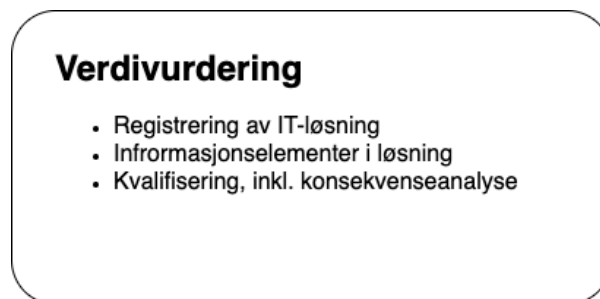 Verdivurdering
• Registrering av IT-løsning
• Infrormasjonselementer i løsning
• Kvalifisering, inkl. konsekvenseanalyse